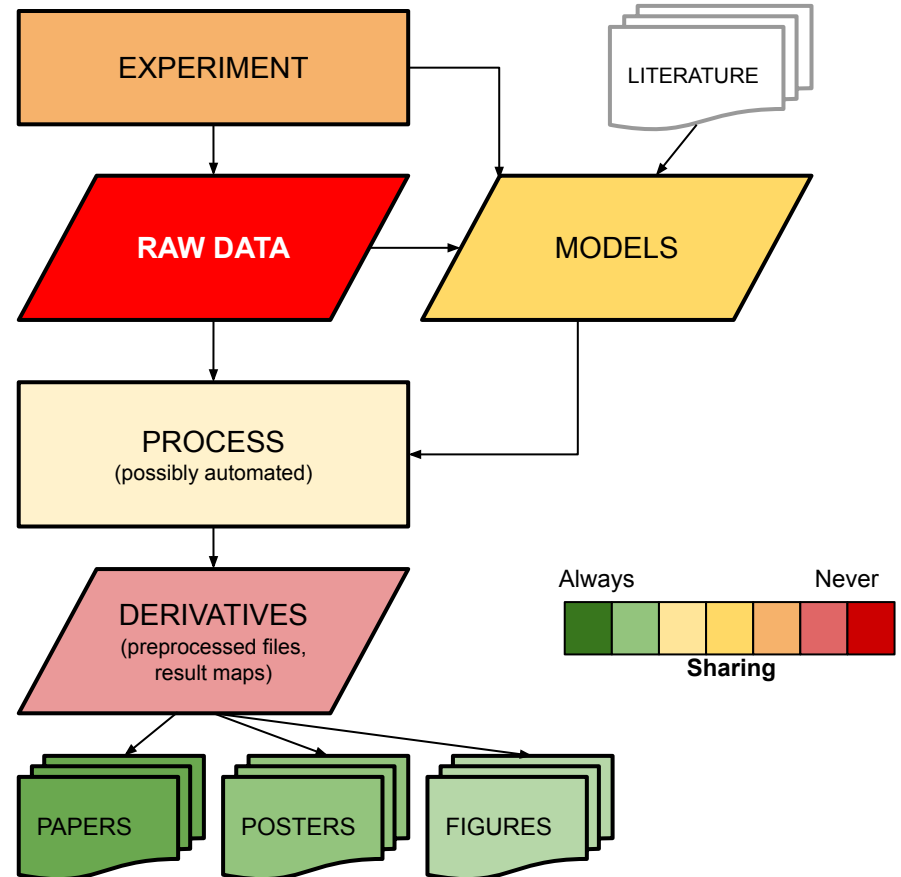 EXPERIMENT
LITERATURE
RAW DATA
MODELS
PROCESS
(possibly automated)
DERIVATIVES
(preprocessed files,
result maps)
Always Never
Sharing
PAPERS
POSTERS
FIGURES